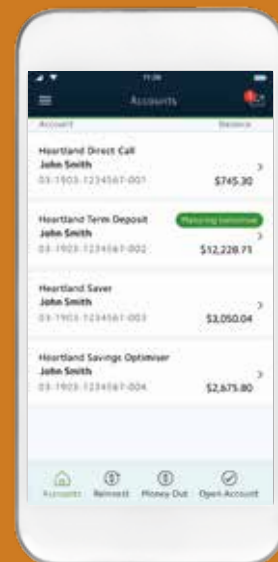 11:26
Accounts
1
Account Balance
Heartland Direct Call
John Smith
03-1903-1234567-001 $745.30
Heartland Term Deposit Maturing tomorrow
John Smith
03-1903-1234567-002 $12,228.71
Heartland Saver
John Smith
03-1903-1234567-003 $3,050.04
Heartland Savings Optimiser
John Smith
03-1903-1234567-004 $2,675.80
Accounts Reinvest Money Out Open Account